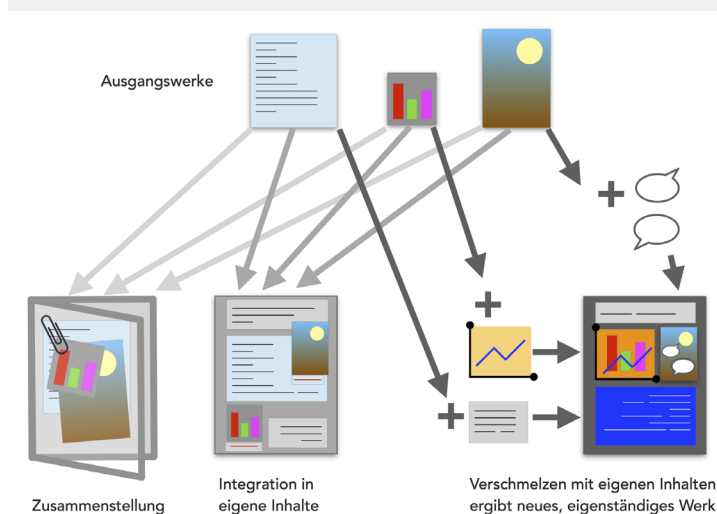 Ausgangswerke
Zusammenstellung
Integration in
eigene Inhalte
Verschmelzen mit eigenen Inhalten
ergibt neues, eigenständiges Werk